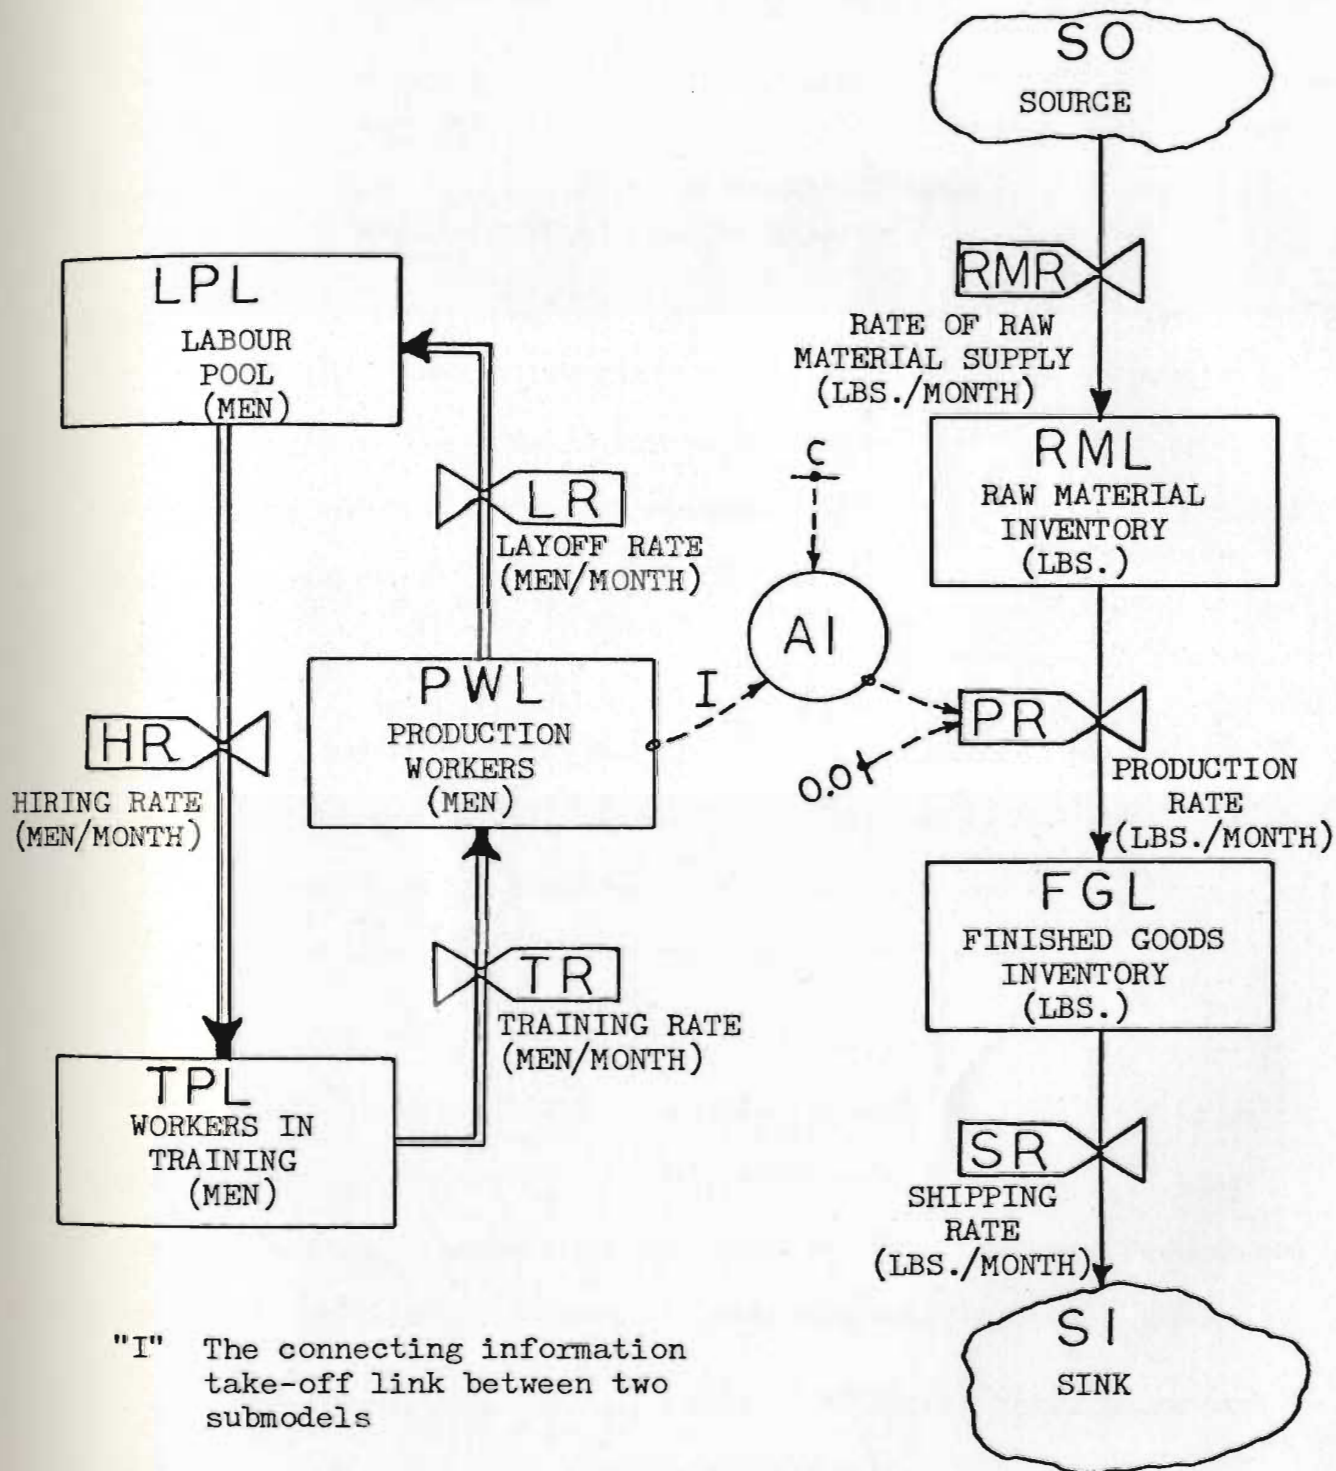 SO
SOURCE
RMR
RATE OF RAW
MATERIAL SUPPLY
(LBS./MONTH)
LPL
LABOUR
POOL
(MEN)
RML
RAW MATERIAL
INVENTORY
(LBS.)
C
LR
LAYOFF RATE
(MEN/MONTH)
AI
PWL
PRODUCTION
WORKERS
(MEN)
I
PR
0.0
PRODUCTION
RATE
(LBS./MONTH)
HR
HIRING RATE
(MEN/MONTH)
FGL
FINISHED GOODS
INVENTORY
(LBS.)
TR
TRAINING RATE
(MEN/MONTH)
TPL
WORKERS IN
TRAINING
(MEN)
SR
SHIPPING
RATE
(LBS./MONTH)
SI
SINK
"I" The connecting information
take-off link between two
submodels